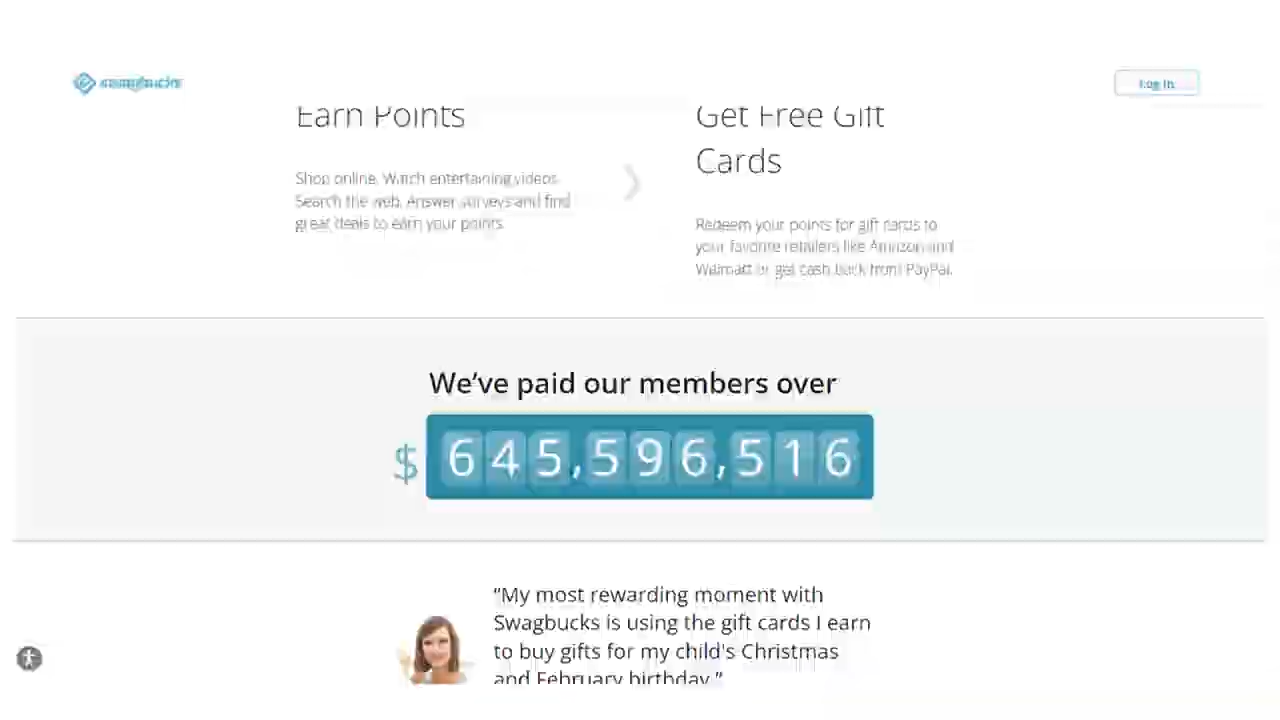 swagbucks
Log In
Earn Points
Shop online. Watch entertaining videos.
Search the web. Answer surveys and find
great deals to earn your points.
Get Free Gift
Cards
Redeem your points for gift cards to
your favorite retailers like Amazon and
Walmart or get cash back from PayPal.
We've paid our members over
$ 645,596,516
“My most rewarding moment with
Swagbucks is using the gift cards I earn
to buy gifts for my child's Christmas
and February birthday.”